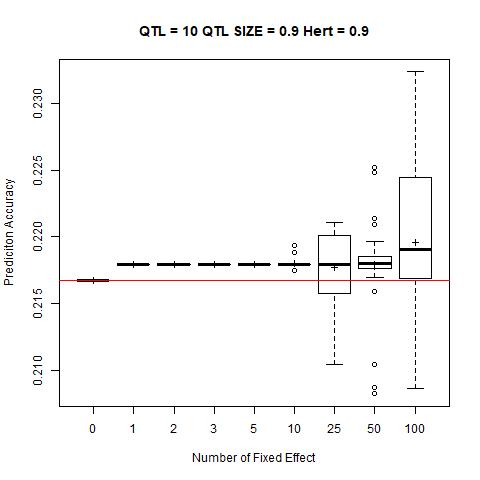 QTL = 10 QTL SIZE = 0.9 Hert = 0.9
Prediciton Accuracy
0.230
0.225
0.220
0.215
0.210
0 1 2 3 5 10 25 50 100
Number of Fixed Effect